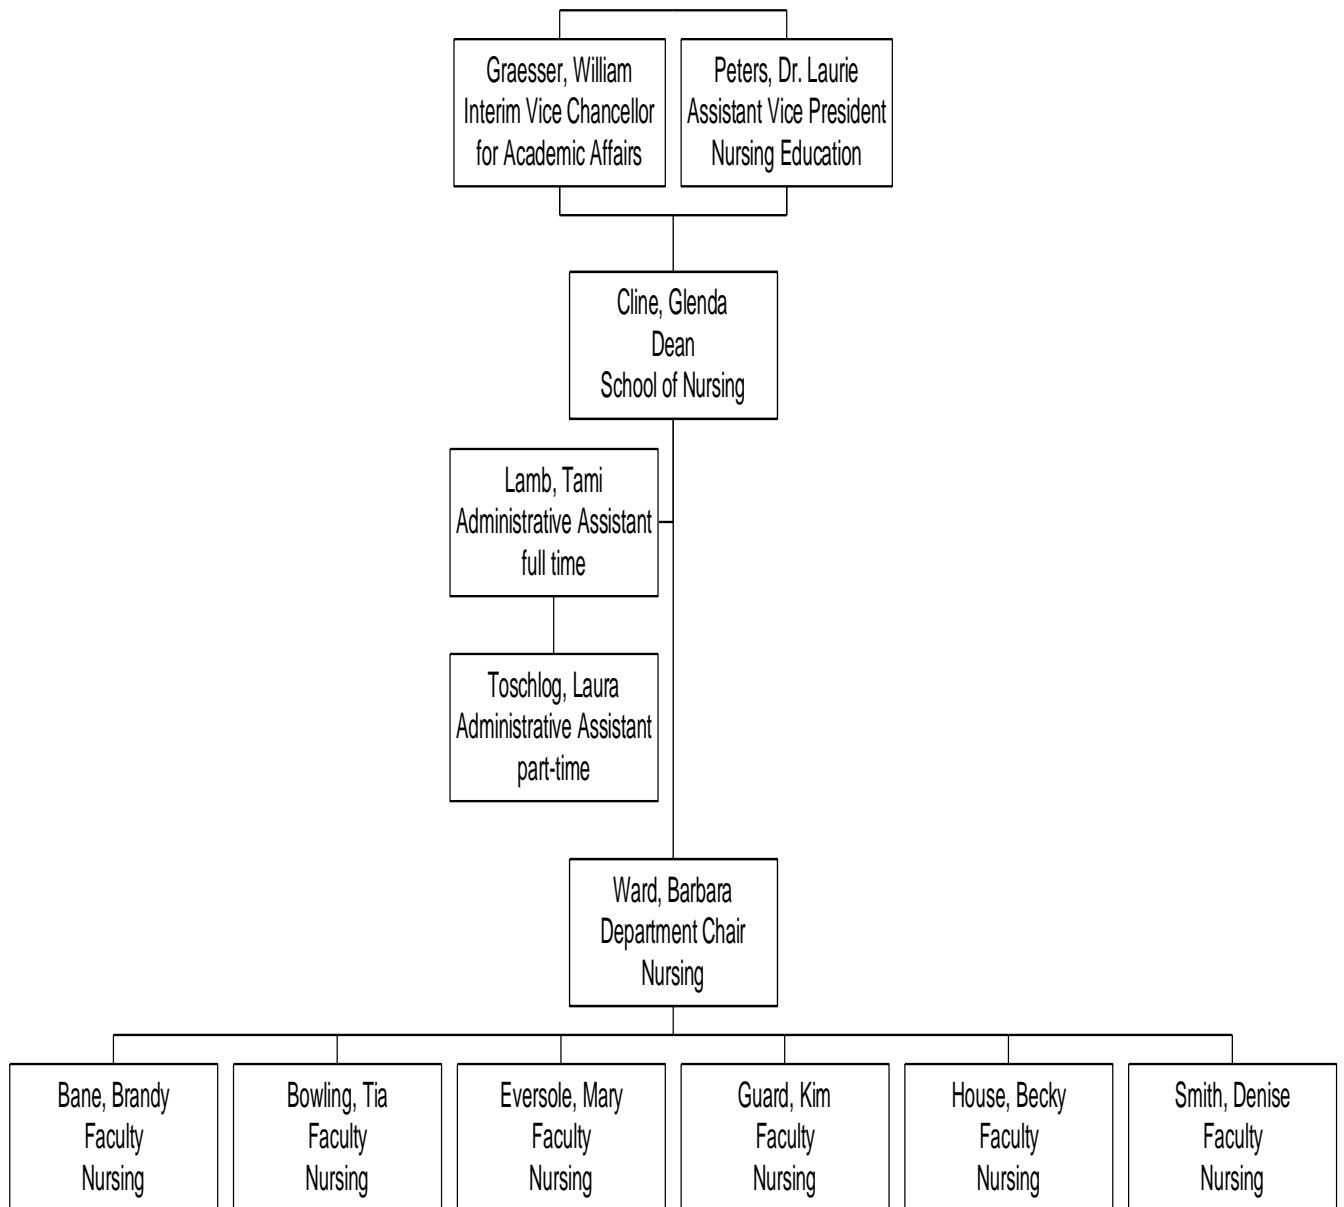 Graesser, William
Interim Vice Chancellor
for Academic Affairs
Peters, Dr. Laurie
Assistant Vice President
Nursing Education
Cline, Glenda
Dean
School of Nursing
Lamb, Tami
Administrative Assistant
full time
Toschlog, Laura
Administrative Assistant
part-time
Ward, Barbara
Department Chair
Nursing
Bane, Brandy
Faculty
Nursing
Bowling, Tia
Faculty
Nursing
Eversole, Mary
Faculty
Nursing
Guard, Kim
Faculty
Nursing
House, Becky
Faculty
Nursing
Smith, Denise
Faculty
Nursing